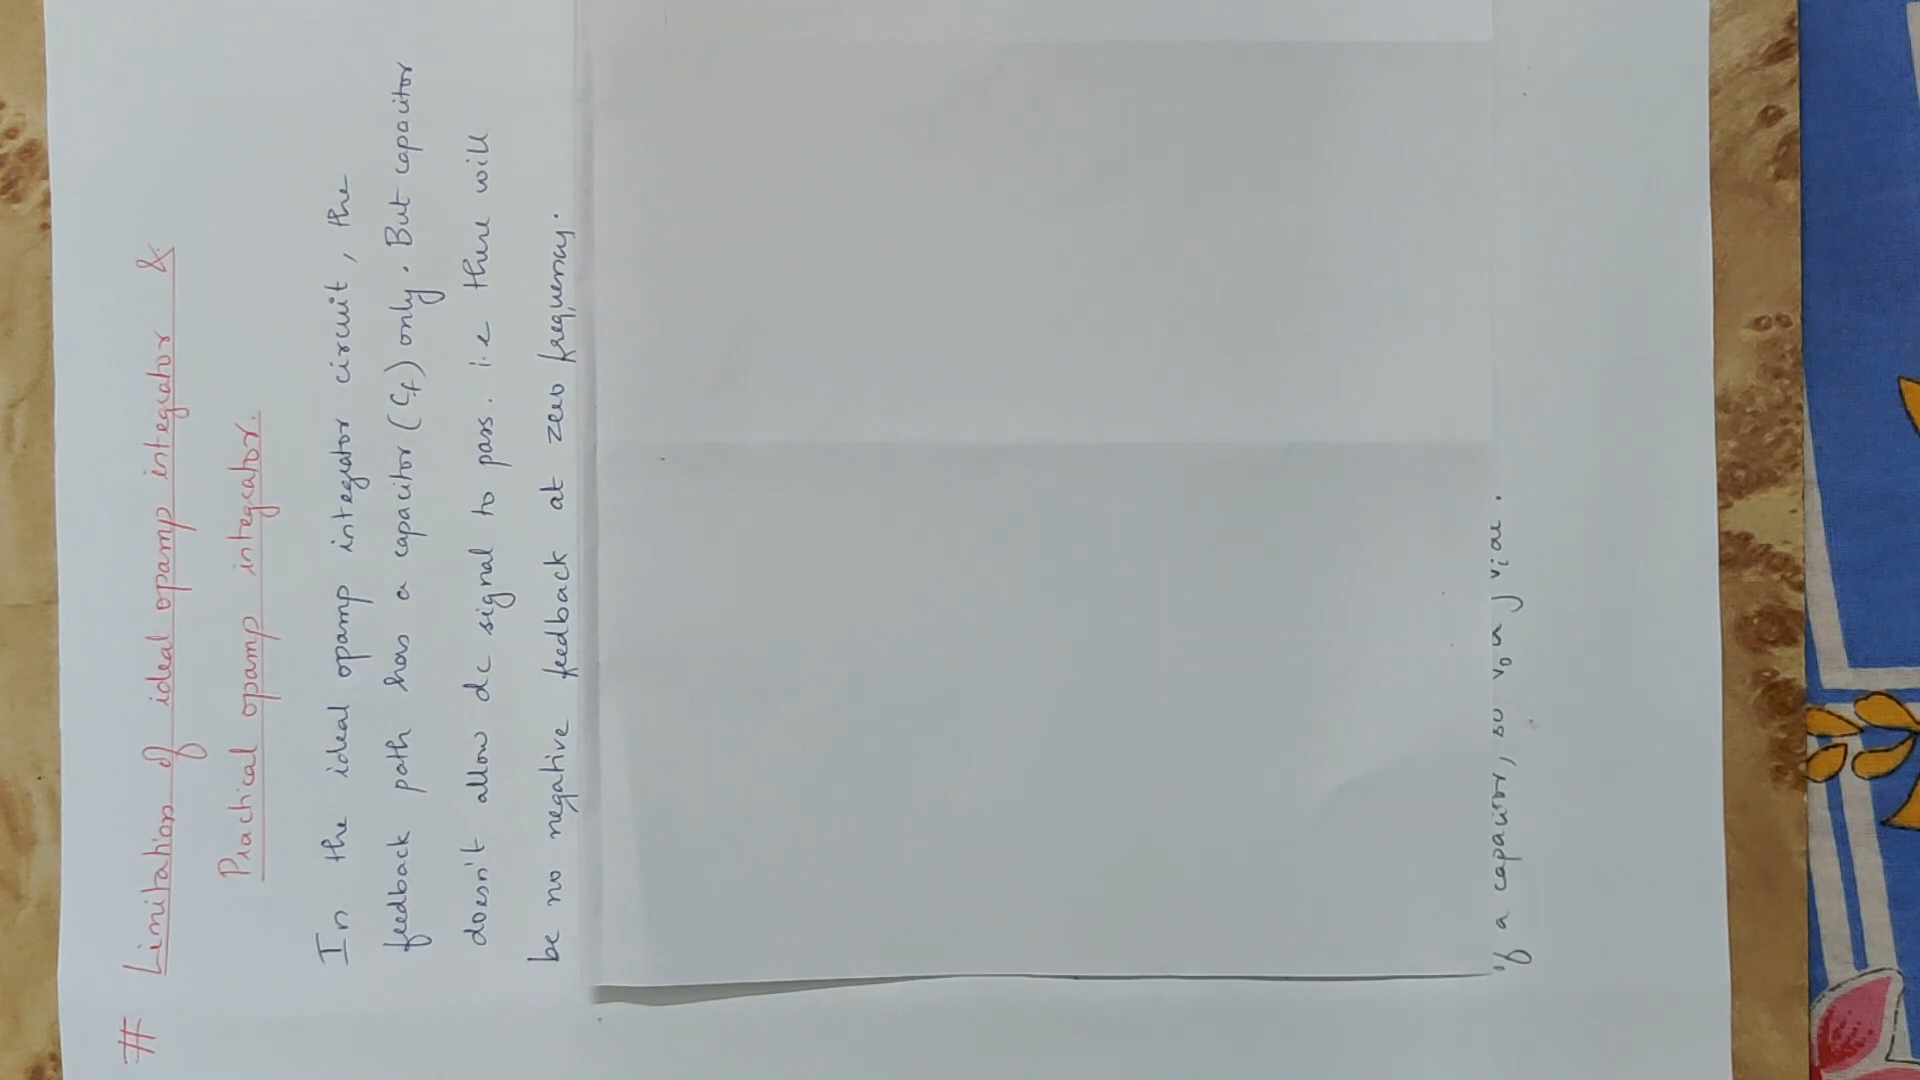 # Limitation of ideal opamp integrator &
Practical opamp integrator.
In the ideal opamp integrator circuit, the
feedback path has a capacitor (Cf) only. But capacitor
doesn't allow dc signal to pass. i.e there will
be no negative feedback at zero frequency.
of a capacitor, so